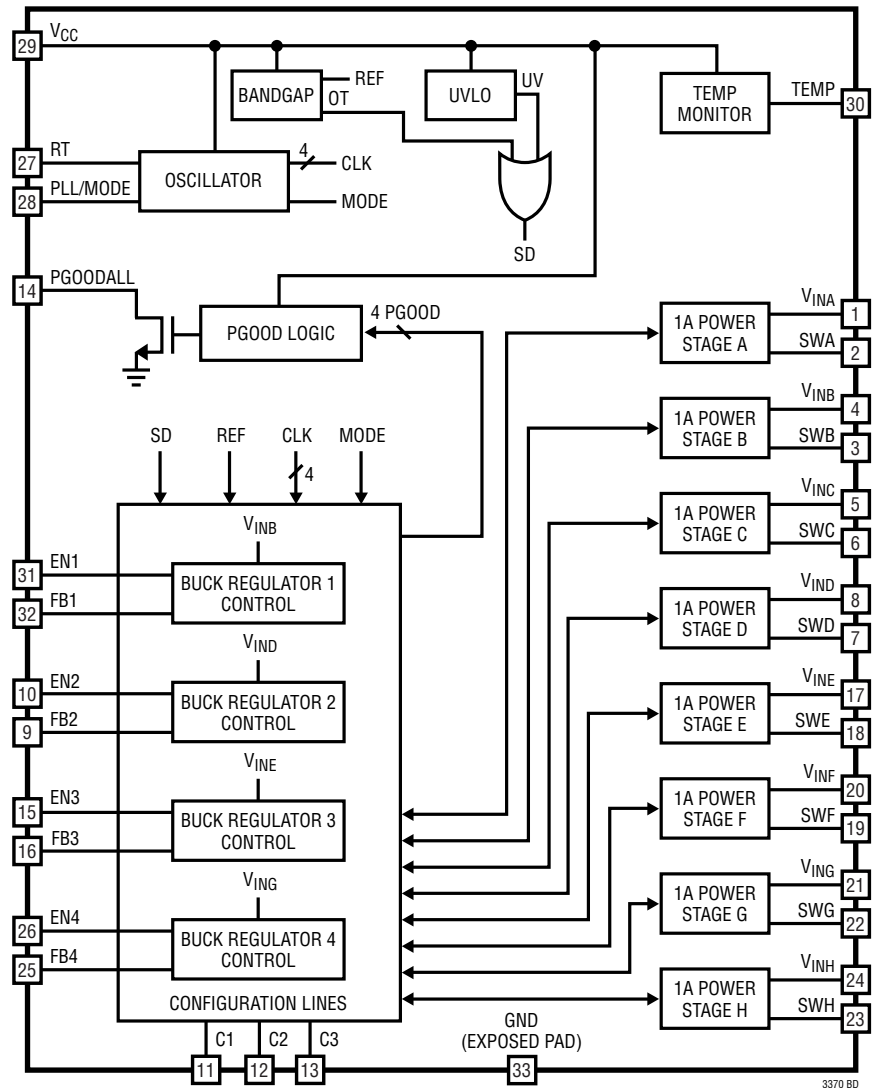 29 VCC
BANDGAP
REF
OT
UVLO
UV
TEMP
MONITOR
TEMP
30
27 RT
28 PLL/MODE
OSCILLATOR
4
CLK
MODE
SD
14 PGOODALL
PGOOD LOGIC
4 PGOOD
1A POWER
STAGE A
VINA 1
SWA 2
1A POWER
STAGE B
VINB 4
SWB 3
1A POWER
STAGE C
VINC 5
SWC 6
1A POWER
STAGE D
VIND 8
SWD 7
1A POWER
STAGE E
VINE 17
SWE 18
1A POWER
STAGE F
VINF 20
SWF 19
1A POWER
STAGE G
VING 21
SWG 22
1A POWER
STAGE H
VINH 24
SWH 23
SD REF CLK MODE
4
VINB
31 EN1
32 FB1
BUCK REGULATOR 1
CONTROL
VIND
10 EN2
9 FB2
BUCK REGULATOR 2
CONTROL
VINE
15 EN3
16 FB3
BUCK REGULATOR 3
CONTROL
VING
26 EN4
25 FB4
BUCK REGULATOR 4
CONTROL
CONFIGURATION LINES
C1 C2 C3
11 12 13
GND
(EXPOSED PAD)
33
3370 BD